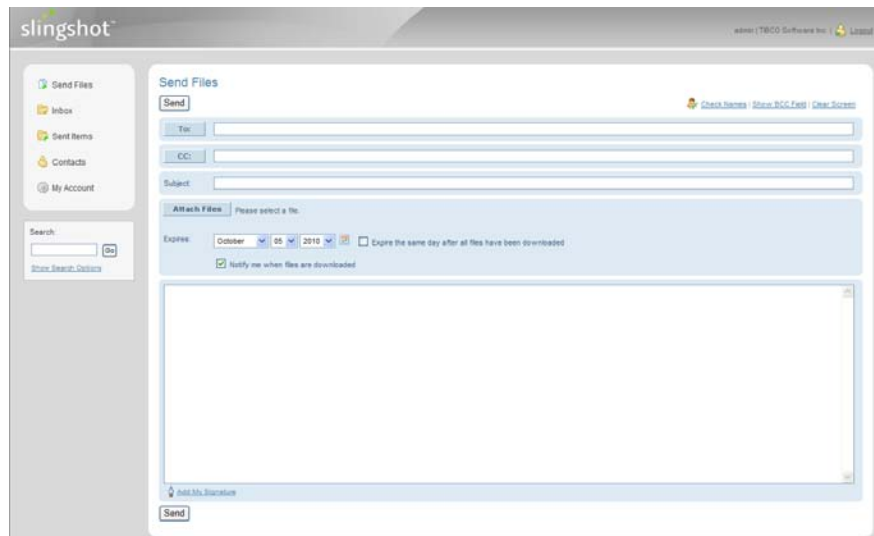 slingshot™
admin | TIBCO Software Inc. | Logout
Send Files
Inbox
Sent Items
Contacts
My Account
Search:
Go
Show Search Options
Send Files
Send
Check Names | Show BCC Field | Clear Screen
To:
CC:
Subject:
Attach Files Please select a file.
Expires: October 05 2010 Expire the same day after all files have been downloaded
Notify me when files are downloaded
Add My Signature
Send